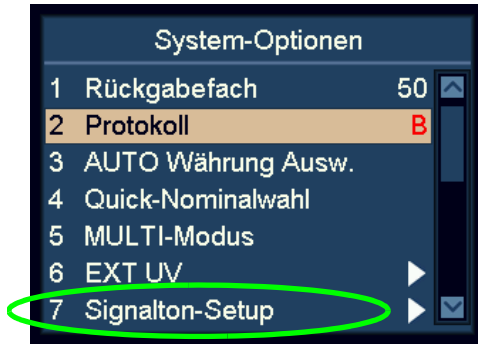 System-Optionen
1 Rückgabefach 50
2 Protokoll B
3 AUTO Währung Ausw.
4 Quick-Nominalwahl
5 MULTI-Modus
6 EXT UV
7 Signalton-Setup